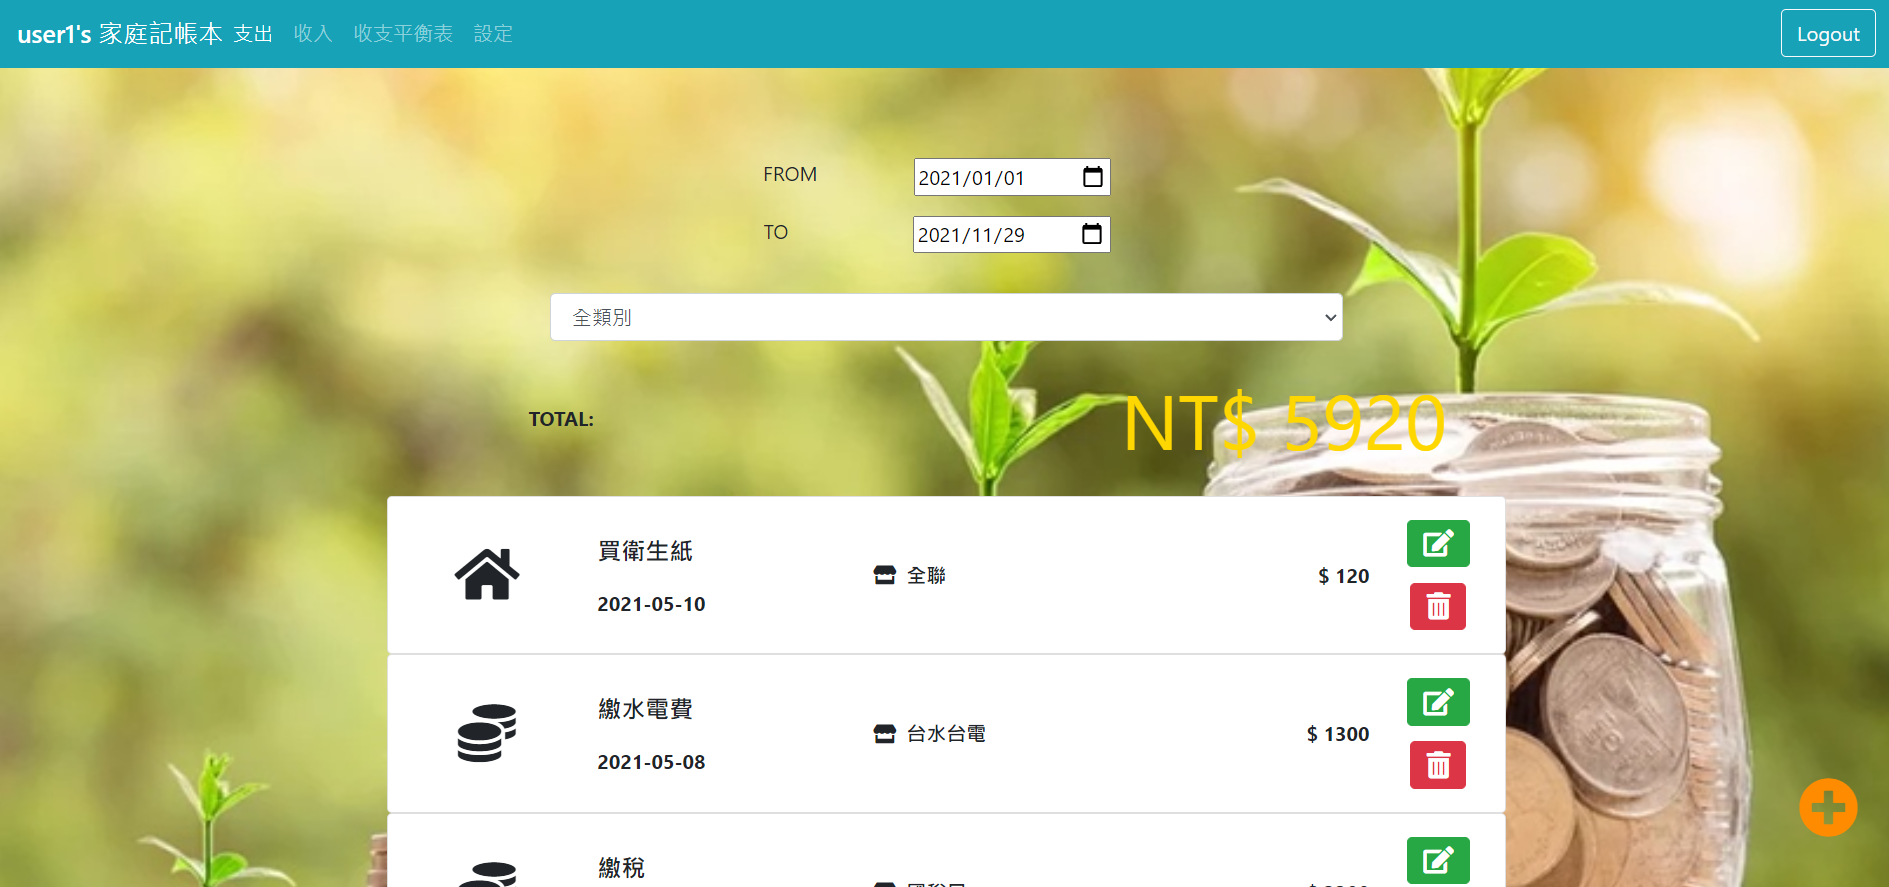 user1's 家庭記帳本 支出 收入 收支平衡表 設定 Logout
FROM 2021/01/01
TO 2021/11/29
全類別
TOTAL: NT$ 5920
買衛生紙
2021-05-10
全聯
$ 120
繳水電費
2021-05-08
台水台電
$ 1300
繳稅